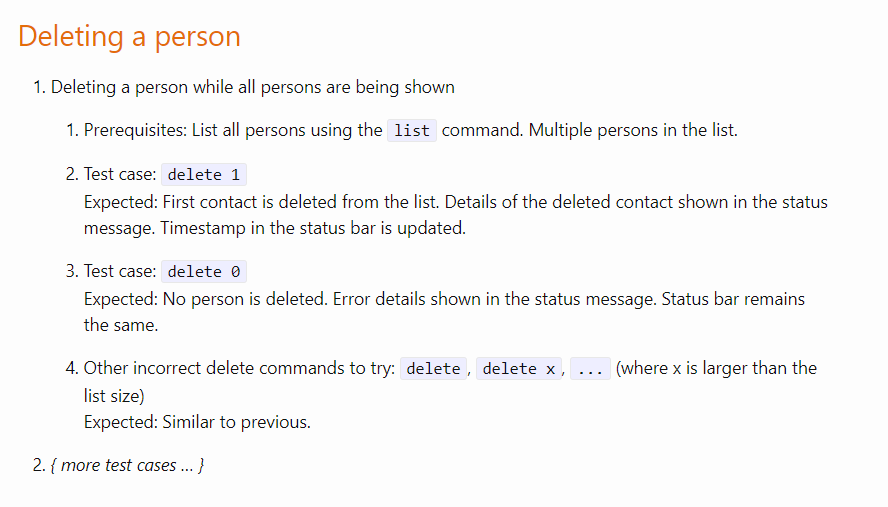 Deleting a person
1. Deleting a person while all persons are being shown
1. Prerequisites: List all persons using the list command. Multiple persons in the list.
2. Test case: delete 1
Expected: First contact is deleted from the list. Details of the deleted contact shown in the status
message. Timestamp in the status bar is updated.
3. Test case: delete 0
Expected: No person is deleted. Error details shown in the status message. Status bar remains
the same.
4. Other incorrect delete commands to try: delete, delete x, ... (where x is larger than the
list size)
Expected: Similar to previous.
2. { more test cases … }